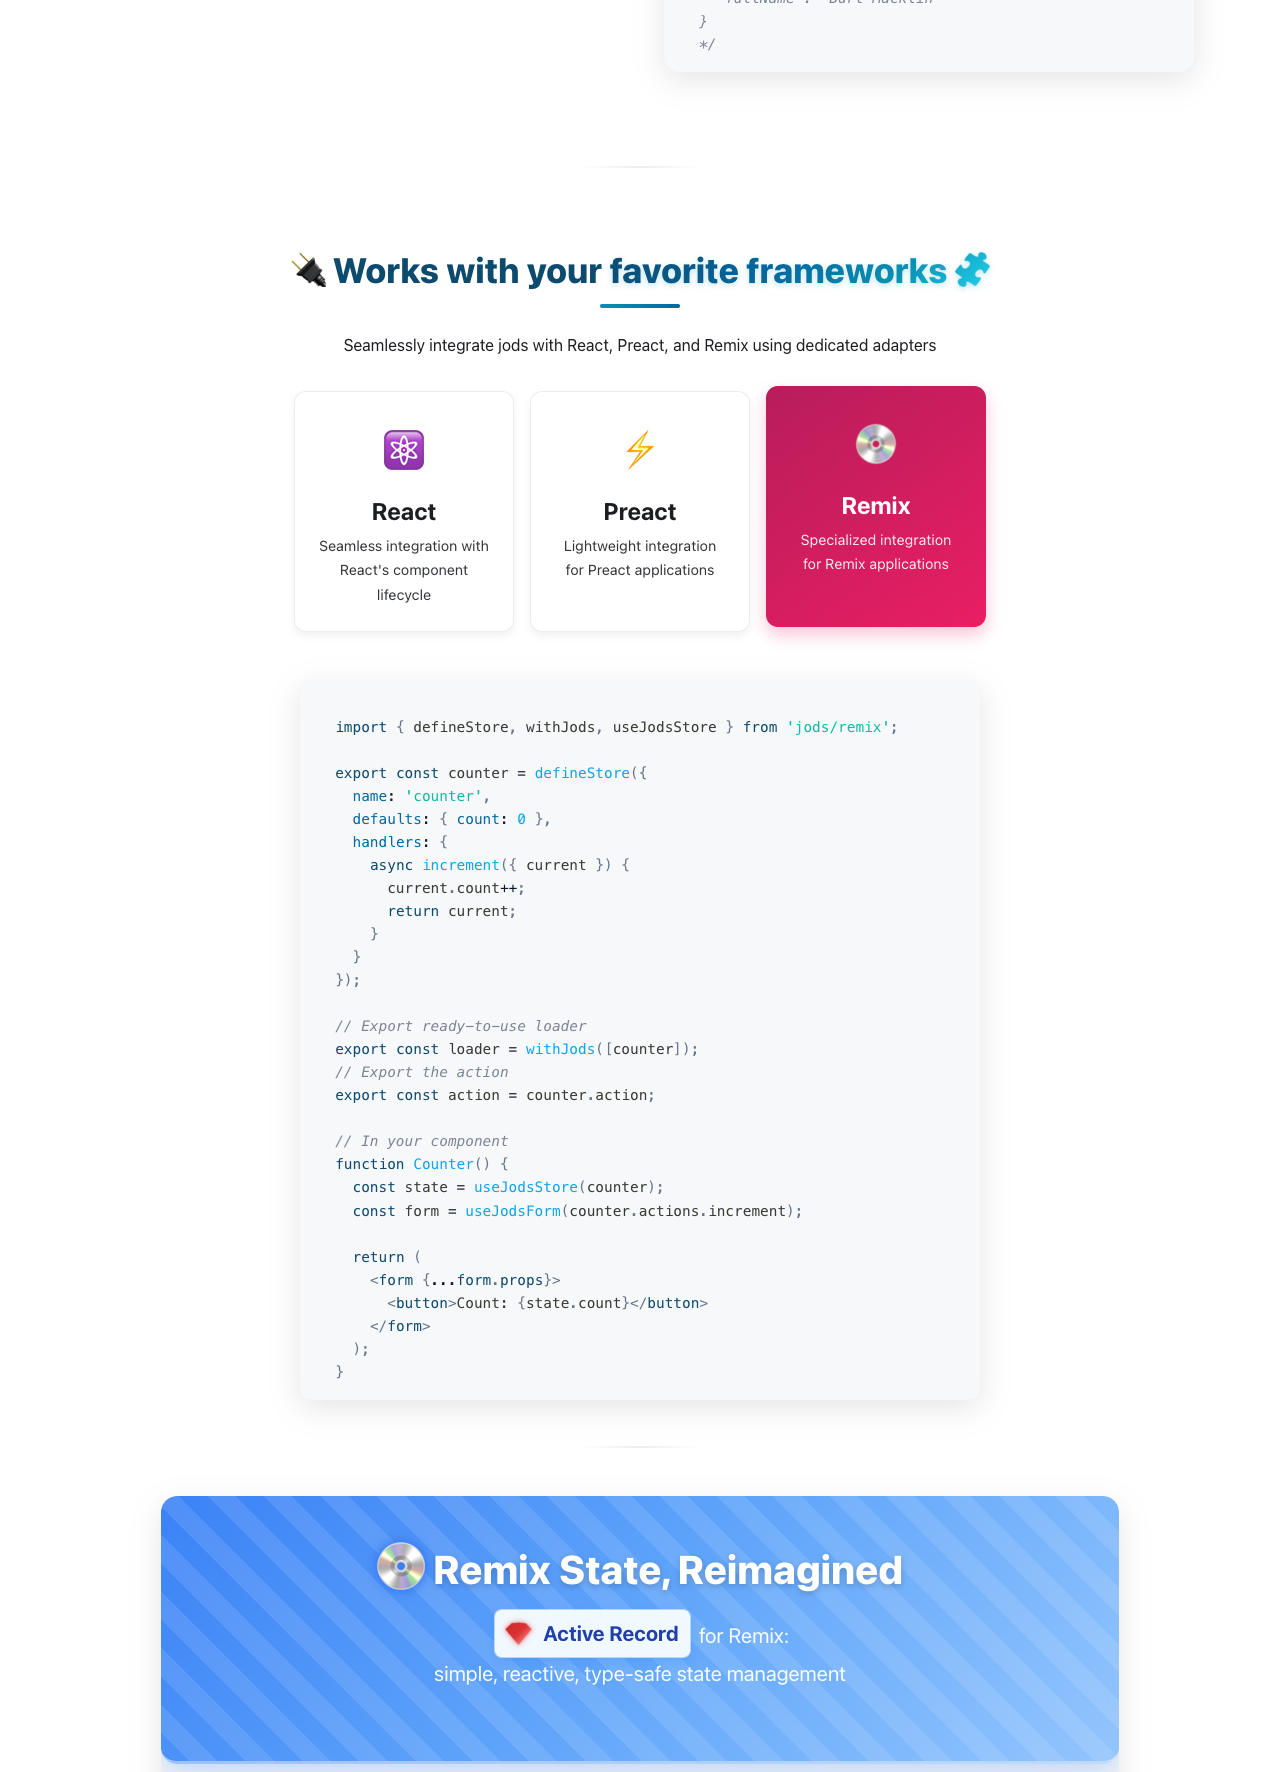 }
*/
Works with your favorite frameworks
Seamlessly integrate jods with React, Preact, and Remix using dedicated adapters
React
Seamless integration with
React's component
lifecycle
Preact
Lightweight integration
for Preact applications
Remix
Specialized integration
for Remix applications
import { defineStore, withJods, useJodsStore } from 'jods/remix';
export const counter = defineStore({
  name: 'counter',
  defaults: { count: 0 },
  handlers: {
    async increment({ current }) {
      current.count++;
      return current;
    }
  }
});
// Export ready-to-use loader
export const loader = withJods([counter]);
// Export the action
export const action = counter.action;
// In your component
function Counter() {
  const state = useJodsStore(counter);
  const form = useJodsForm(counter.actions.increment);
  return (
    <form {...form.props}>
      <button>Count: {state.count}</button>
    </form>
  );
}
Remix State, Reimagined
Active Record for Remix:
simple, reactive, type-safe state management